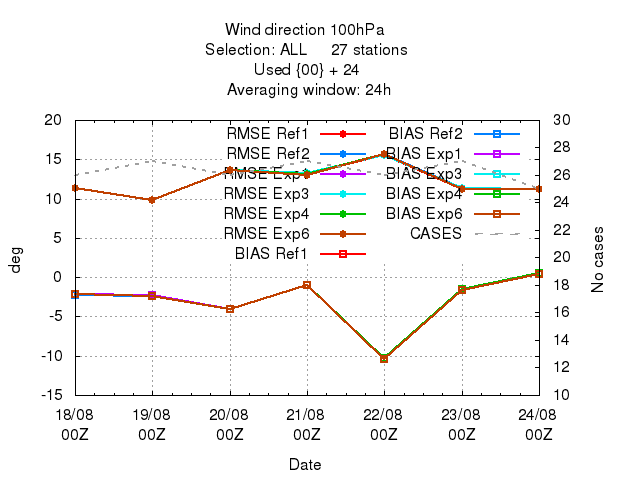 Wind direction 100hPa
Selection: ALL     27 stations
Used {00} + 24
Averaging window: 24h
deg
20
15
10
5
0
-5
-10
-15
No cases
30
28
26
24
22
20
18
16
14
12
10
RMSE Ref1
RMSE Ref2
RMSE Exp1
RMSE Exp3
RMSE Exp4
RMSE Exp6
BIAS Ref1
BIAS Ref2
BIAS Exp1
BIAS Exp3
BIAS Exp4
BIAS Exp6
CASES
18/08 00Z
19/08 00Z
20/08 00Z
21/08 00Z
22/08 00Z
23/08 00Z
24/08 00Z
Date